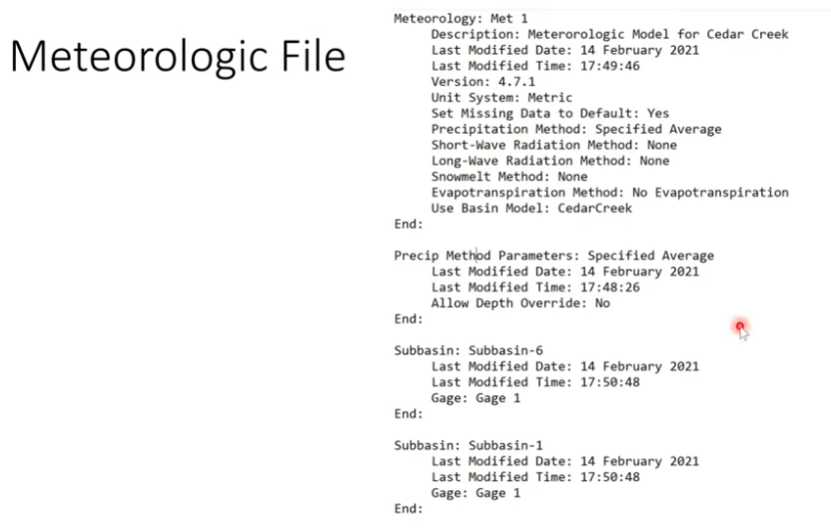 Meteorologic File
Meteorology: Met 1
Description: Meterorologic Model for Cedar Creek
Last Modified Date: 14 February 2021
Last Modified Time: 17:49:46
Version: 4.7.1
Unit System: Metric
Set Missing Data to Default: Yes
Precipitation Method: Specified Average
Short-Wave Radiation Method: None
Long-Wave Radiation Method: None
Snowmelt Method: None
Evapotranspiration Method: No Evapotranspiration
Use Basin Model: CedarCreek
End:
Precip Method Parameters: Specified Average
Last Modified Date: 14 February 2021
Last Modified Time: 17:48:26
Allow Depth Override: No
End:
Subbasin: Subbasin-6
Last Modified Date: 14 February 2021
Last Modified Time: 17:50:48
Gage: Gage 1
End:
Subbasin: Subbasin-1
Last Modified Date: 14 February 2021
Last Modified Time: 17:50:48
Gage: Gage 1
End: